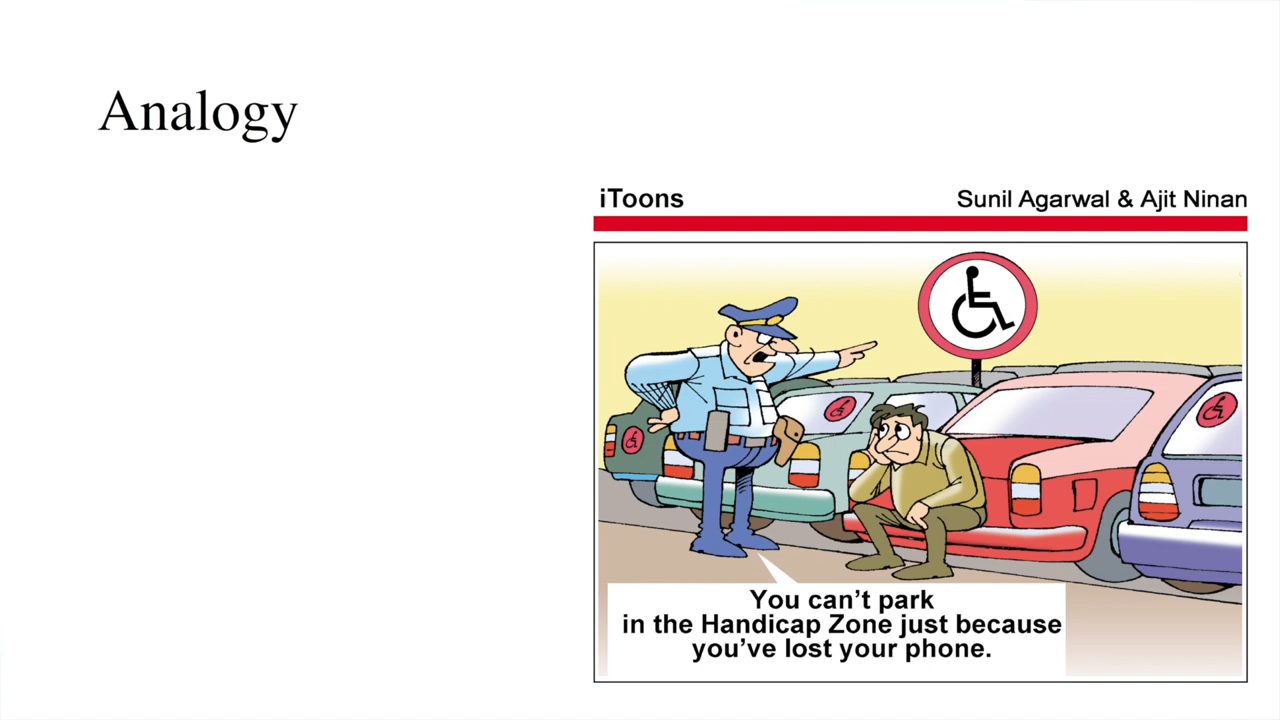 Analogy
iToons
Sunil Agarwal & Ajit Ninan
You can't park
in the Handicap Zone just because
you've lost your phone.